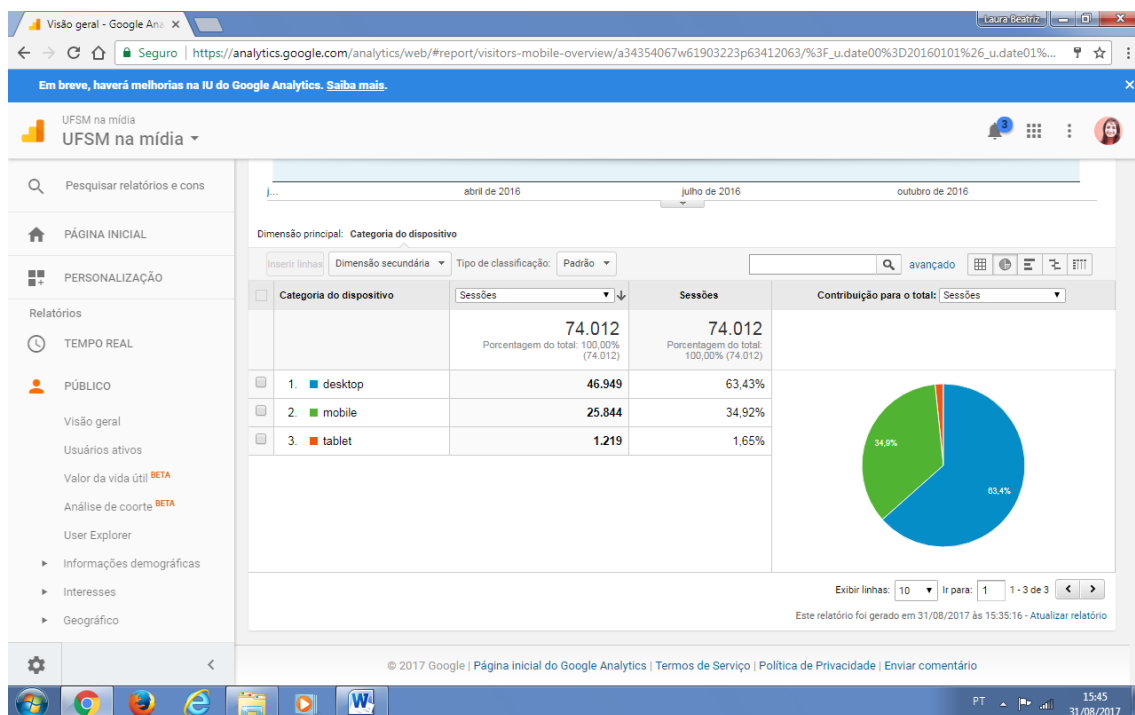 Visão geral - Google Ana
Laura Beatriz
Seguro | https://analytics.google.com/analytics/web/#report/visitors-mobile-overview/a34354067w61903223p63412063/%3F_u.date00%3D20160101%26_u.date01%...
Em breve, haverá melhorias na IU do Google Analytics. Saiba mais.
UFSM na mídia
UFSM na mídia
3
Pesquisar relatórios e cons
PÁGINA INICIAL
PERSONALIZAÇÃO
Relatórios
TEMPO REAL
PÚBLICO
Visão geral
Usuários ativos
Valor da vida útil BETA
Análise de coorte BETA
User Explorer
Informações demográficas
Interesses
Geográfico
j... abril de 2016 julho de 2016 outubro de 2016
Dimensão principal: Categoria do dispositivo
Inserir linhas Dimensão secundária Tipo de classificação: Padrão avançado
Categoria do dispositivo Sessões Sessões Contribuição para o total: Sessões
74.012 74.012
Porcentagem do total: 100,00% (74.012) Porcentagem do total: 100,00% (74.012)
1. desktop 46.949 63,43%
2. mobile 25.844 34,92%
3. tablet 1.219 1,65%
34,9%
63,4%
Exibir linhas: 10 Ir para: 1 1 - 3 de 3
Este relatório foi gerado em 31/08/2017 às 15:35:16 - Atualizar relatório
© 2017 Google | Página inicial do Google Analytics | Termos de Serviço | Política de Privacidade | Enviar comentário
W
PT
15:45
31/08/2017